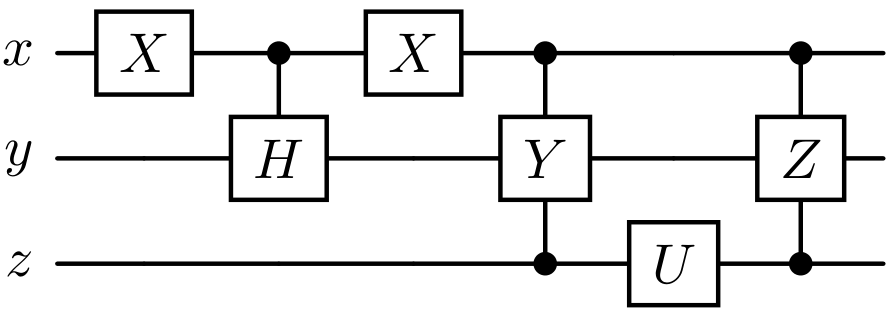 x X X
y H Y Z
z U